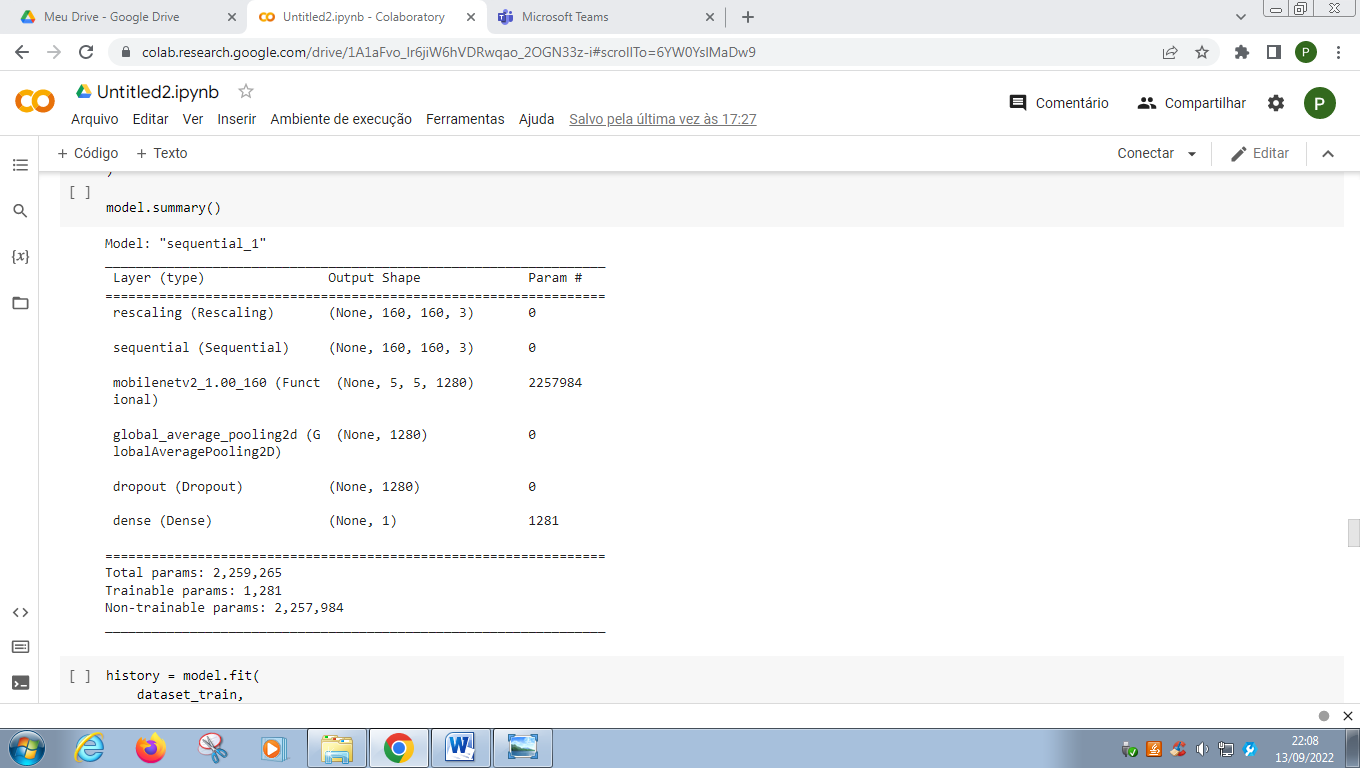 Meu Drive - Google Drive
Untitled2.ipynb - Colaboratory
Microsoft Teams
colab.research.google.com/drive/1A1aFvo_Ir6jiW6hVDRwqao_2OGN33z-i#scrollTo=6YW0YsIMaDw9
P
Untitled2.ipynb
Comentário
Compartilhar
P
Arquivo Editar Ver Inserir Ambiente de execução Ferramentas Ajuda Salvo pela última vez às 17:27
+ Código + Texto
Conectar
Editar
)
[ ]
model.summary()
Model: "sequential_1"
_________________________________________________________________
Layer (type) Output Shape Param #
=================================================================
rescaling (Rescaling) (None, 160, 160, 3) 0
sequential (Sequential) (None, 160, 160, 3) 0
mobilenetv2_1.00_160 (Funct (None, 5, 5, 1280) 2257984
ional)
global_average_pooling2d (G (None, 1280) 0
lobalAveragePooling2D)
dropout (Dropout) (None, 1280) 0
dense (Dense) (None, 1) 1281
=================================================================
Total params: 2,259,265
Trainable params: 1,281
Non-trainable params: 2,257,984
_________________________________________________________________
[ ] history = model.fit(
dataset_train,
{x}
22:08
13/09/2022